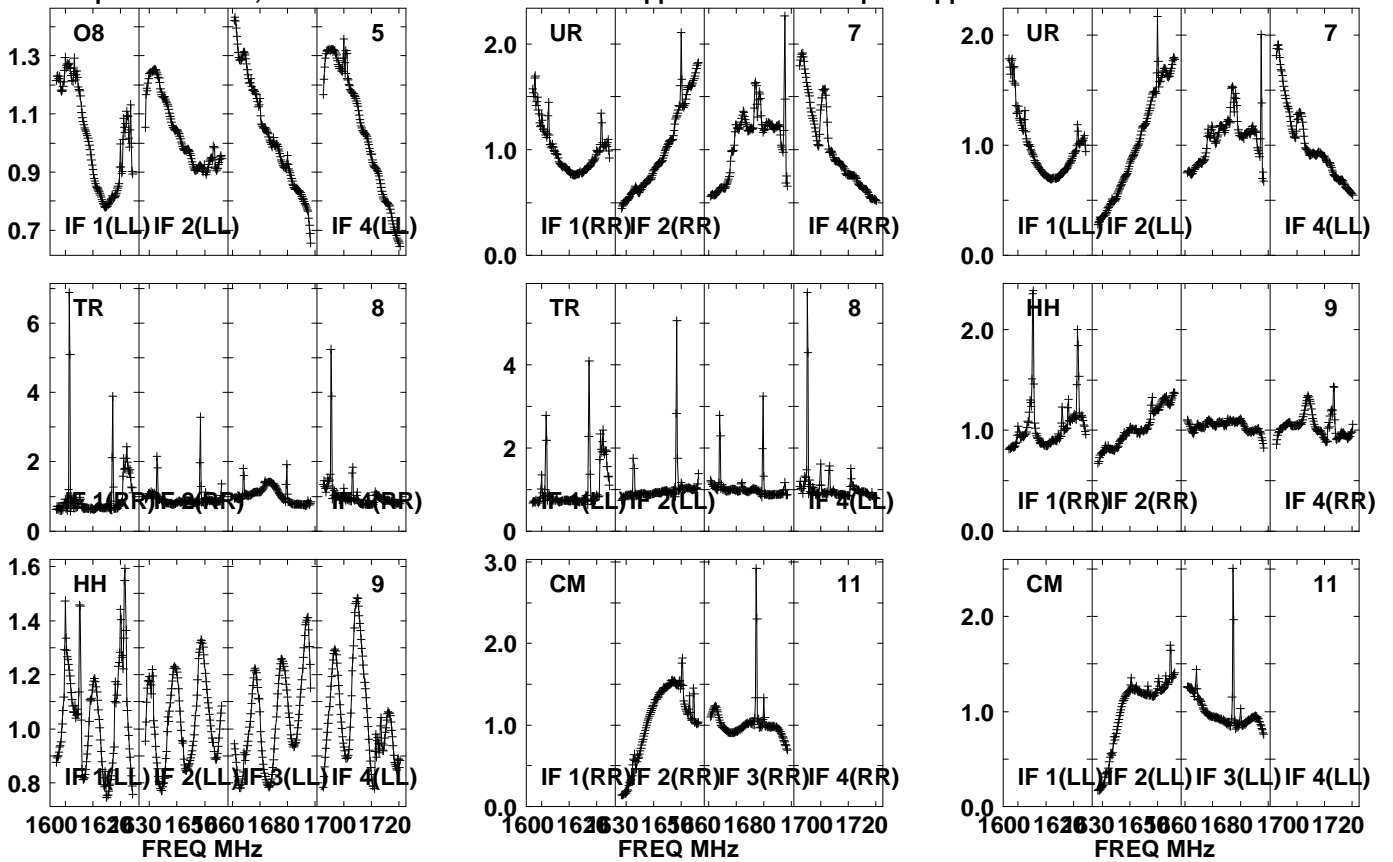 O8 5
1.3
1.1
0.9
0.7
IF 1(LL) IF 2(LL) IF 4(LL)
UR 7
2.0
1.0
0.0
IF 1(RR) IF 2(RR) IF 4(RR)
UR 7
2.0
1.0
0.0
IF 1(LL) IF 2(LL) IF 4(LL)
TR 8
6
4
2
0
IF 1(RR) IF 2(RR) IF 4(RR)
TR 8
4
2
0
IF 1(LL) IF 2(LL) IF 4(LL)
HH 9
2.0
1.0
0.0
IF 1(RR) IF 2(RR) IF 4(RR)
HH 9
1.6
1.4
1.2
1.0
0.8
IF 1(LL) IF 2(LL) IF 3(LL) IF 4(LL)
1600 1620 1630 1650 1660 1680 1700 1720
FREQ MHz
CM 11
3.0
2.0
1.0
0.0
IF 1(RR) IF 2(RR) IF 3(RR) IF 4(RR)
1600 1620 1630 1650 1660 1680 1700 1720
FREQ MHz
CM 11
2.0
1.0
0.0
IF 1(LL) IF 2(LL) IF 3(LL) IF 4(LL)
1600 1620 1630 1650 1660 1680 1700 1720
FREQ MHz